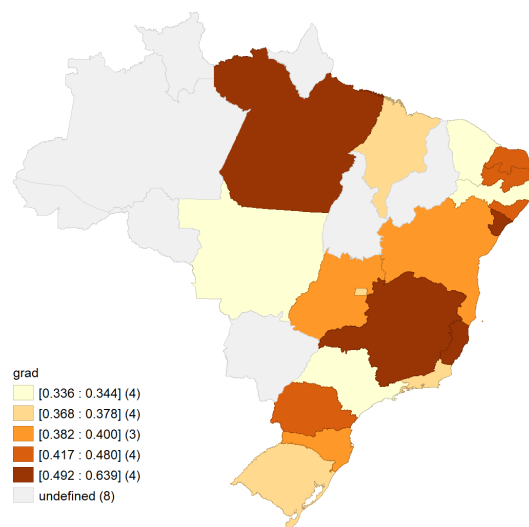 grad
[0.336 : 0.344] (4)
[0.368 : 0.378] (4)
[0.382 : 0.400] (3)
[0.417 : 0.480] (4)
[0.492 : 0.639] (4)
undefined (8)